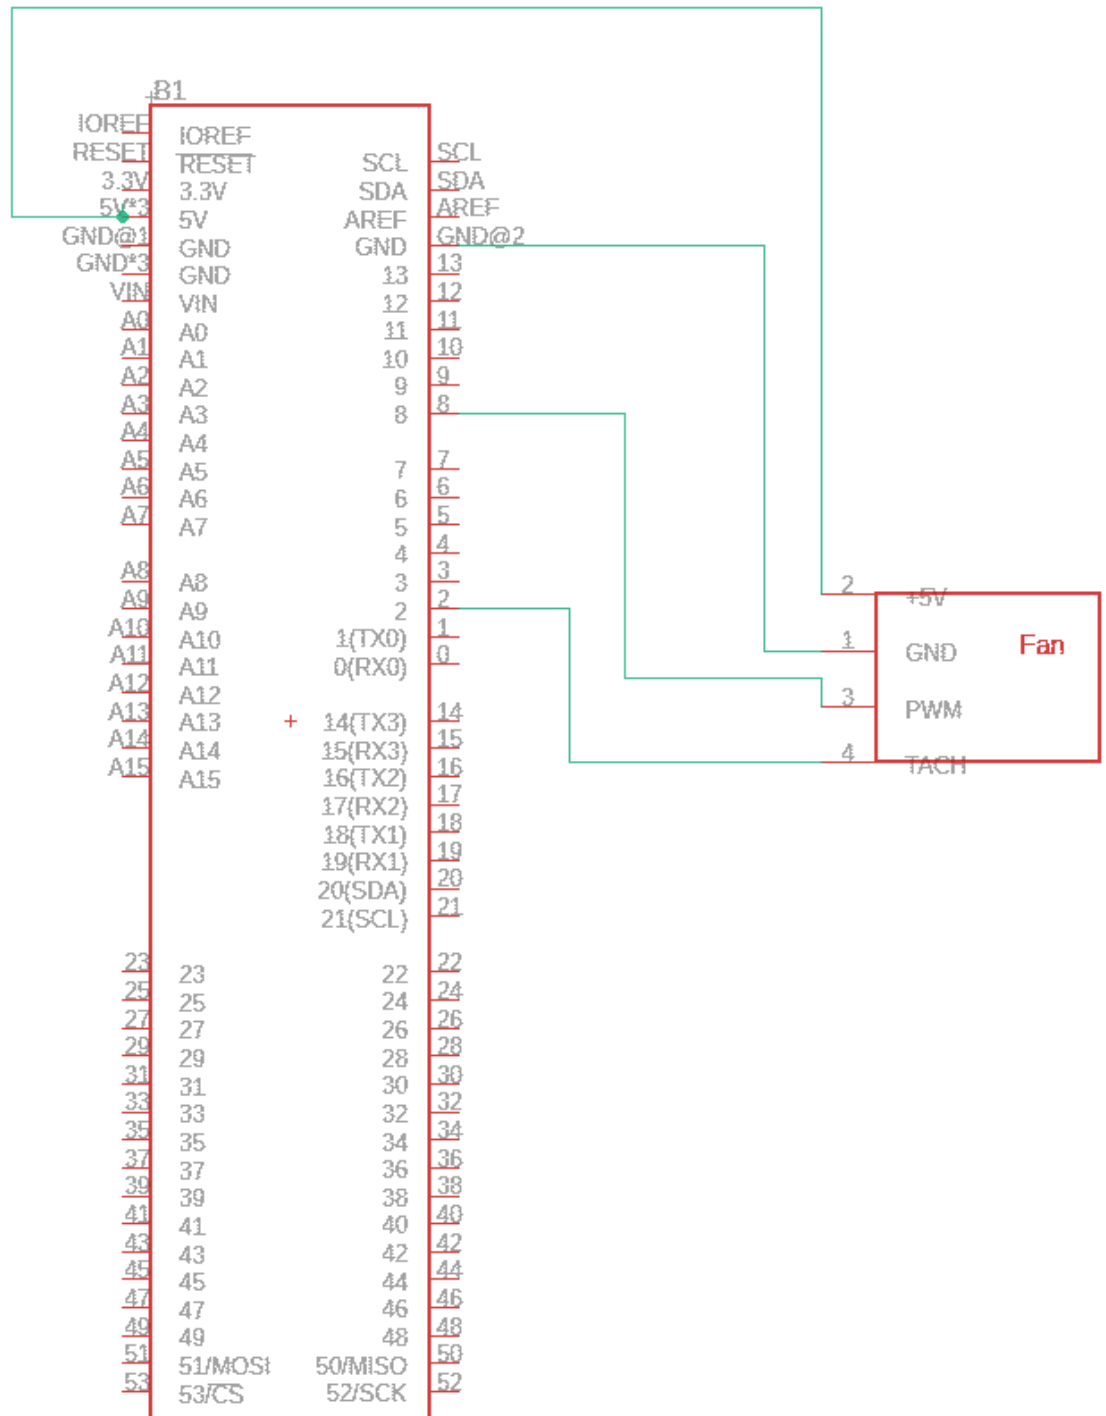 B1
IOREF IOREF
RESET RESET SCL SCL
3.3V 3.3V SDA SDA
5V*3 5V AREF AREF
GND@1 GND GND GND@2
GND*3 GND 13 13
VIN VIN 12 12
A0 A0 11 11
A1 A1 10 10
A2 A2 9 9
A3 A3 8 8
A4 A4
A5 A5 7 7
A6 A6 6 6
A7 A7 5 5
4 4
A8 A8 3 3
A9 A9 2 2
A10 A10 1(TX0) 1
A11 A11 0(RX0) 0
A12 A12
A13 A13 14(TX3) 14
A14 A14 15(RX3) 15
A15 A15 16(TX2) 16
17(RX2) 17
18(TX1) 18
19(RX1) 19
20(SDA) 20
21(SCL) 21
23 23 22 22
25 25 24 24
27 27 26 26
29 29 28 28
31 31 30 30
33 33 32 32
35 35 34 34
37 37 36 36
39 39 38 38
41 41 40 40
43 43 42 42
45 45 44 44
47 47 46 46
49 49 48 48
51 51/MOSI 50/MISO 50
53 53/CS 52/SCK 52
2 +5V
Fan
1 GND
3 PWM
4 TACH